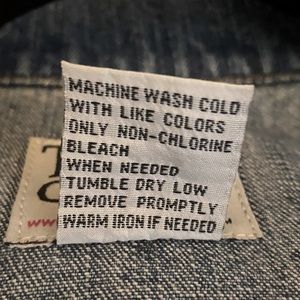 MACHINE WASH COLD
WITH LIKE COLORS
ONLY NON-CHLORINE
BLEACH
WHEN NEEDED
TUMBLE DRY LOW
REMOVE PROMPTLY
WARM IRON IF NEEDED